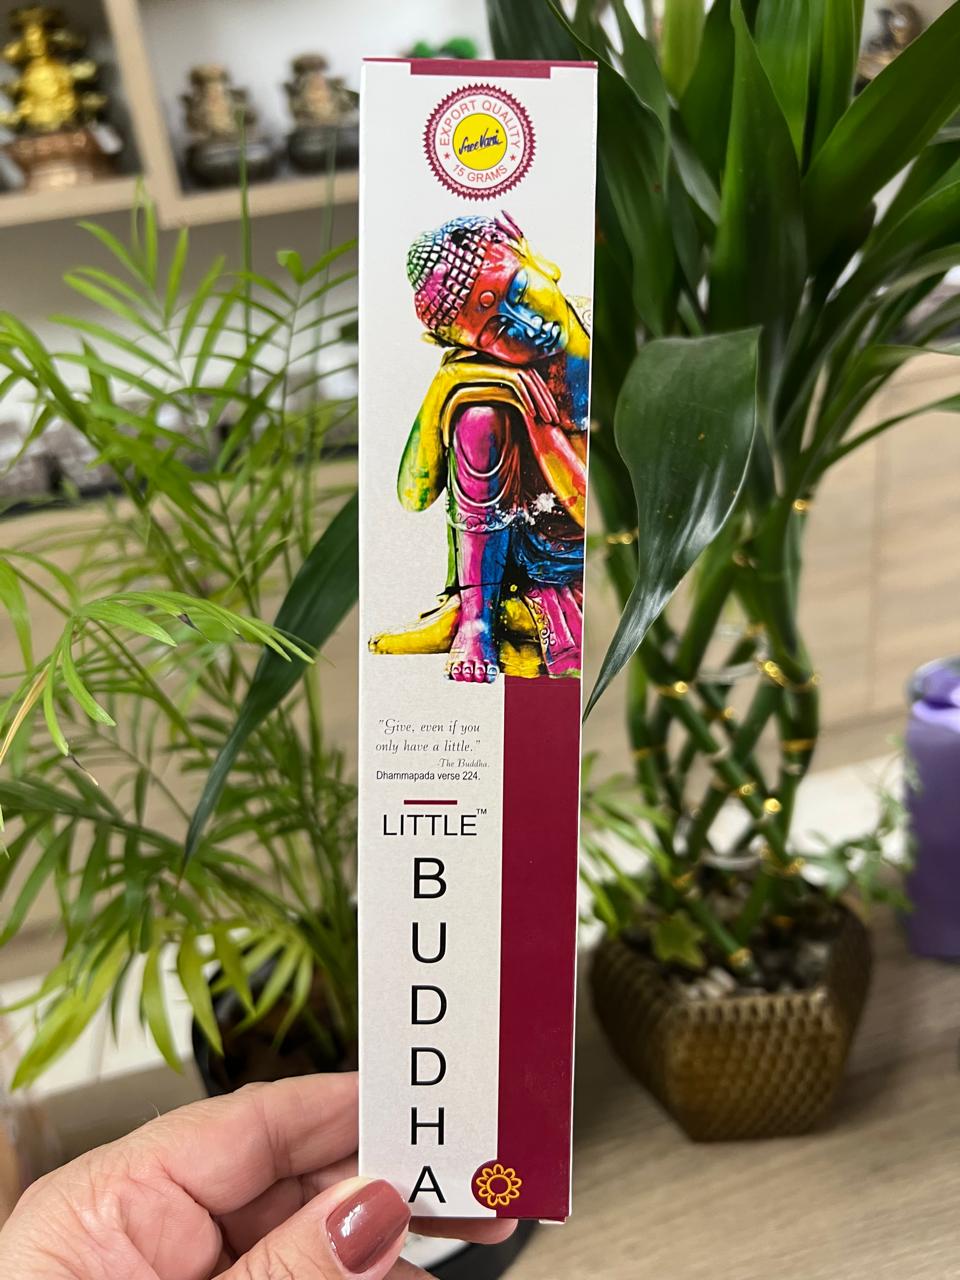 EXPORT QUALITY
Sree Vani
★ 15 GRAMS ★
"Give, even if you
only have a little."
-The Buddha.
Dhammapada verse 224.
LITTLE™
B
U
D
D
H
A